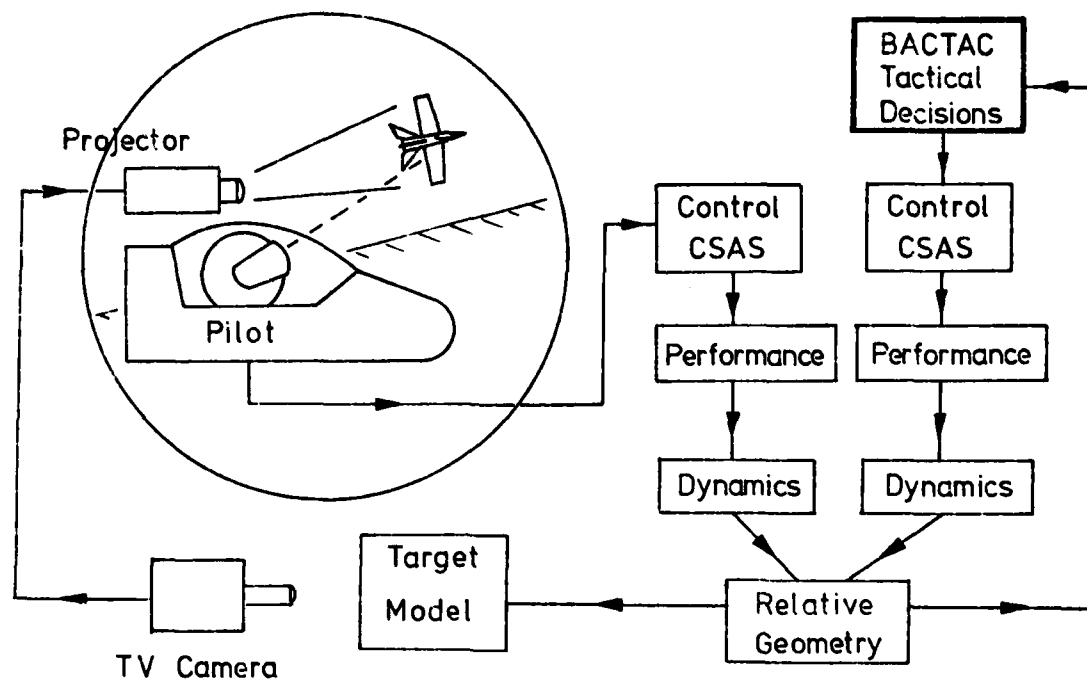 BACTAC
Tactical
Decisions
Projector
Control
CSAS
Control
CSAS
Pilot
Performance
Performance
Dynamics
Dynamics
Target
Model
Relative
Geometry
TV Camera